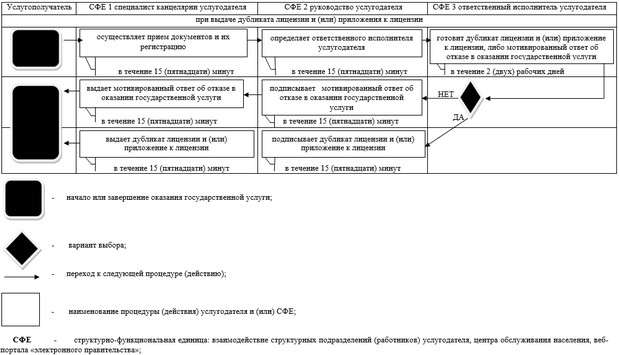 Услугополучатель СФЕ 1 специалист канцелярии услугодателя СФЕ 2 руководство услугодателя СФЕ 3 ответственный исполнитель услугодателя
при выдаче дубликата лицензии и (или) приложения к лицензии
осуществляет прием документов и их
регистрацию
в течение 15 (пятнадцати) минут
определяет ответственного исполнителя
услугодателя
в течение 15 (пятнадцати) минут
готовит дубликат лицензии и (или) приложение
к лицензии, либо мотивированный ответ об
отказе в оказании государственной услуги
в течение 2 (двух) рабочих дней
выдает мотивированный ответ об отказе в
оказании государственной услуги
в течение 15 (пятнадцати) минут
подписывает мотивированный ответ об
отказе в оказании государственной
услуги
в течение 15 (пятнадцати) минут
НЕТ
ДА
выдает дубликат лицензии и (или)
приложение к лицензии
в течение 15 (пятнадцати) минут
подписывает дубликат лицензии и (или)
приложение к лицензии
в течение 15 (пятнадцати) минут
- начало или завершение оказания государственной услуги;
- вариант выбора;
- переход к следующей процедуре (действию);
- наименование процедуры (действия) услугодателя и (или) СФЕ;
СФЕ - структурно-функциональная единица: взаимодействие структурных подразделений (работников) услугодателя, центра обслуживания населения, веб-
портала «электронного правительства»;